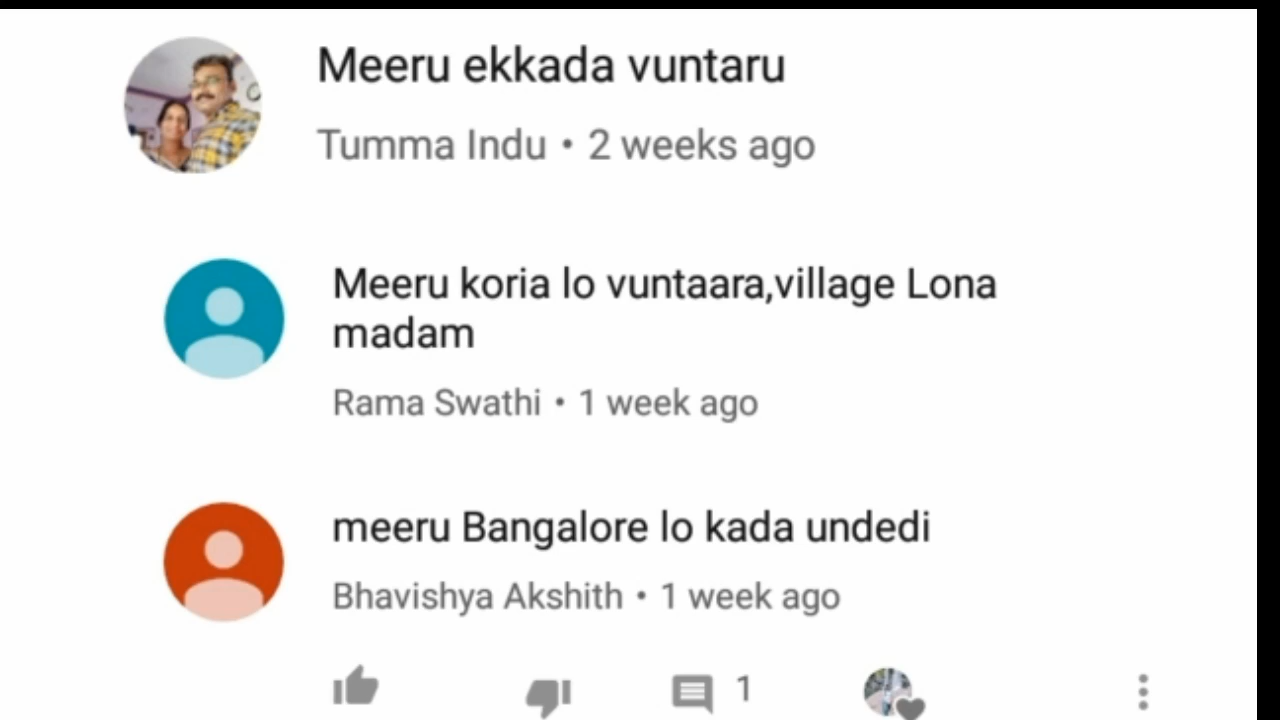 Meeru ekkada vuntaru
Tumma Indu • 2 weeks ago
Meeru koria lo vuntaara,village Lona
madam
Rama Swathi • 1 week ago
meeru Bangalore lo kada undedi
Bhavishya Akshith • 1 week ago
1